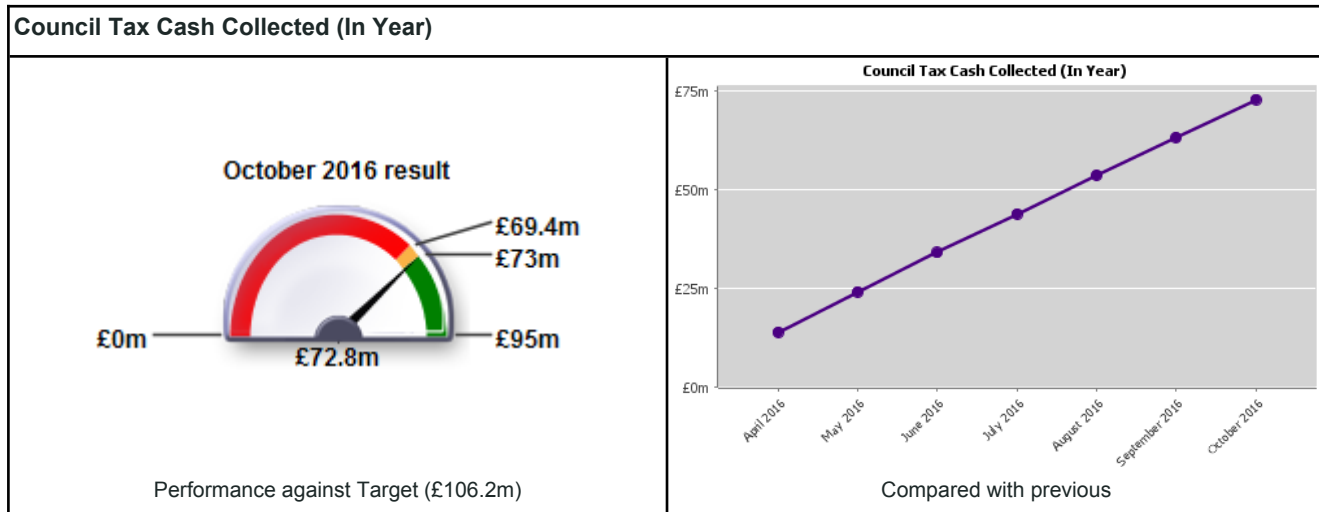 Council Tax Cash Collected (In Year)
October 2016 result
£69.4m
£73m
£0m
£95m
£72.8m
Performance against Target (£106.2m)
Council Tax Cash Collected (In Year)
£75m
£50m
£25m
£0m
April 2016
May 2016
June 2016
July 2016
August 2016
September 2016
October 2016
Compared with previous